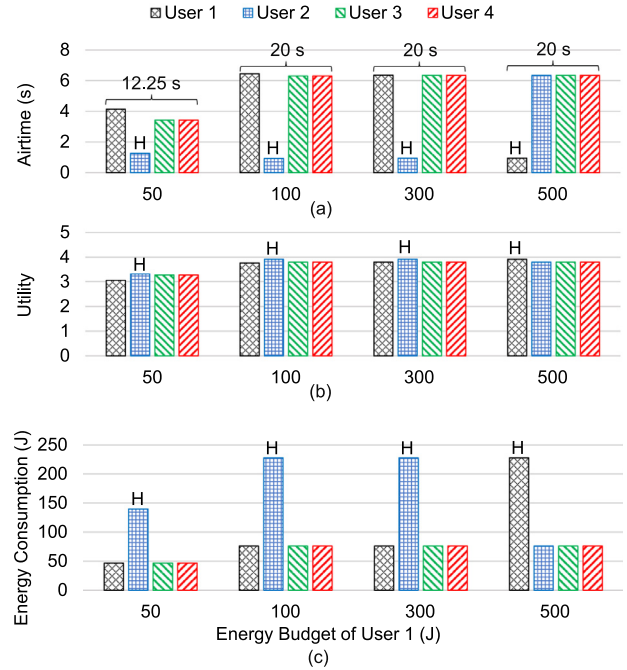 User 1 User 2 User 3 User 4
8
6
4
2
0
Airtime (s)
12.25 s
20 s
20 s
20 s
H
H
H
H
50 100 300 500
(a)
5
4
3
2
1
0
Utility
H
H
H
H
50 100 300 500
(b)
250
200
150
100
50
0
Energy Consumption (J)
H
H
H
H
50 100 300 500
Energy Budget of User 1 (J)
(c)